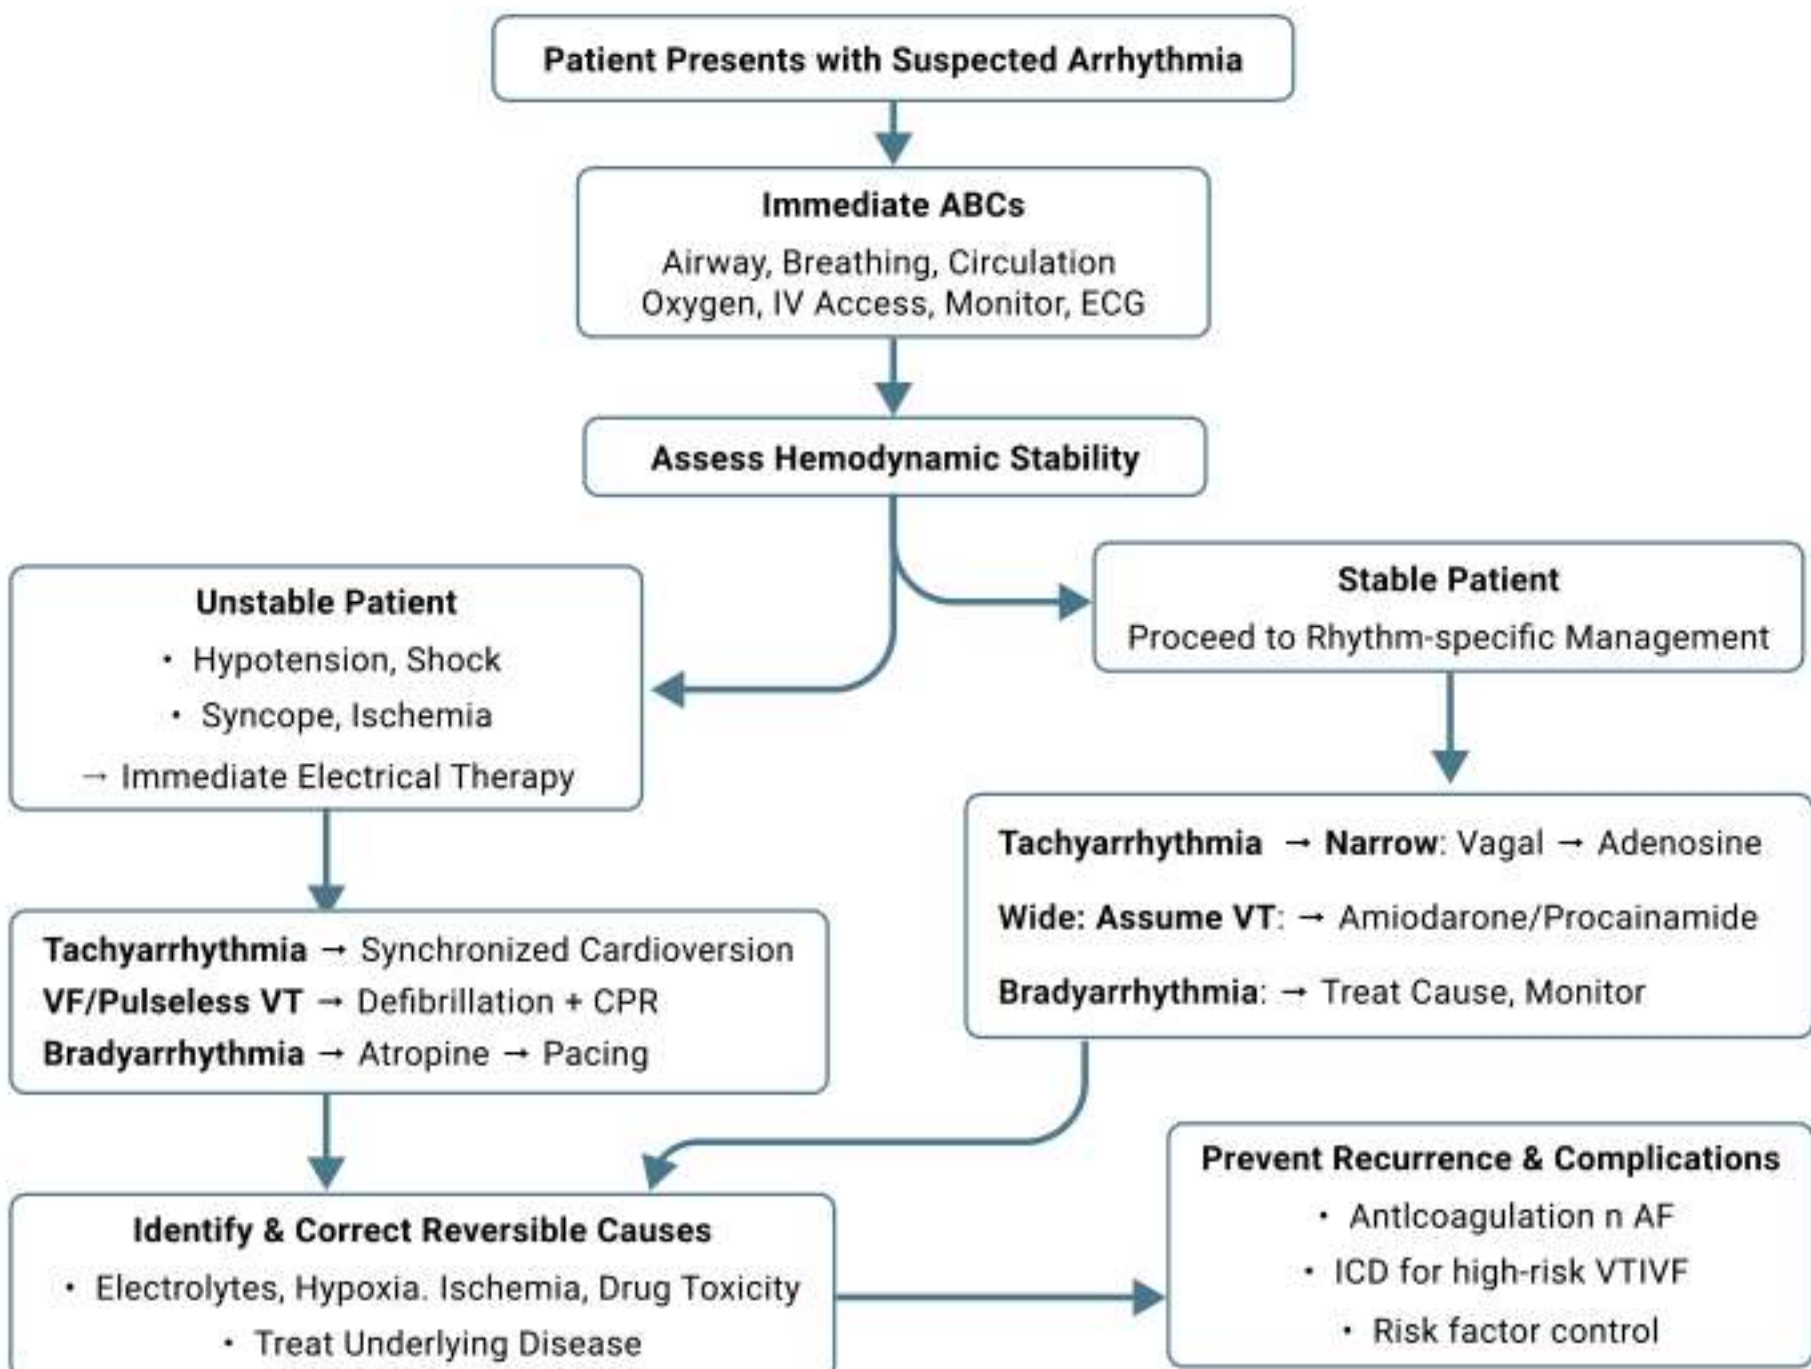 Patient Presents with Suspected Arrhythmia
Immediate ABCs
Airway, Breathing, Circulation
Oxygen, IV Access, Monitor, ECG
Assess Hemodynamic Stability
Unstable Patient
• Hypotension, Shock
• Syncope, Ischemia
→ Immediate Electrical Therapy
Stable Patient
Proceed to Rhythm-specific Management
Tachyarrhythmia → Synchronized Cardioversion
VF/Pulseless VT → Defibrillation + CPR
Bradyarrhythmia → Atropine → Pacing
Tachyarrhythmia → Narrow: Vagal → Adenosine
Wide: Assume VT: → Amiodarone/Procainamide
Bradyarrhythmia: → Treat Cause, Monitor
Identify & Correct Reversible Causes
• Electrolytes, Hypoxia. Ischemia, Drug Toxicity
• Treat Underlying Disease
Prevent Recurrence & Complications
• Antlcoagulation n AF
• ICD for high-risk VTIVF
• Risk factor control